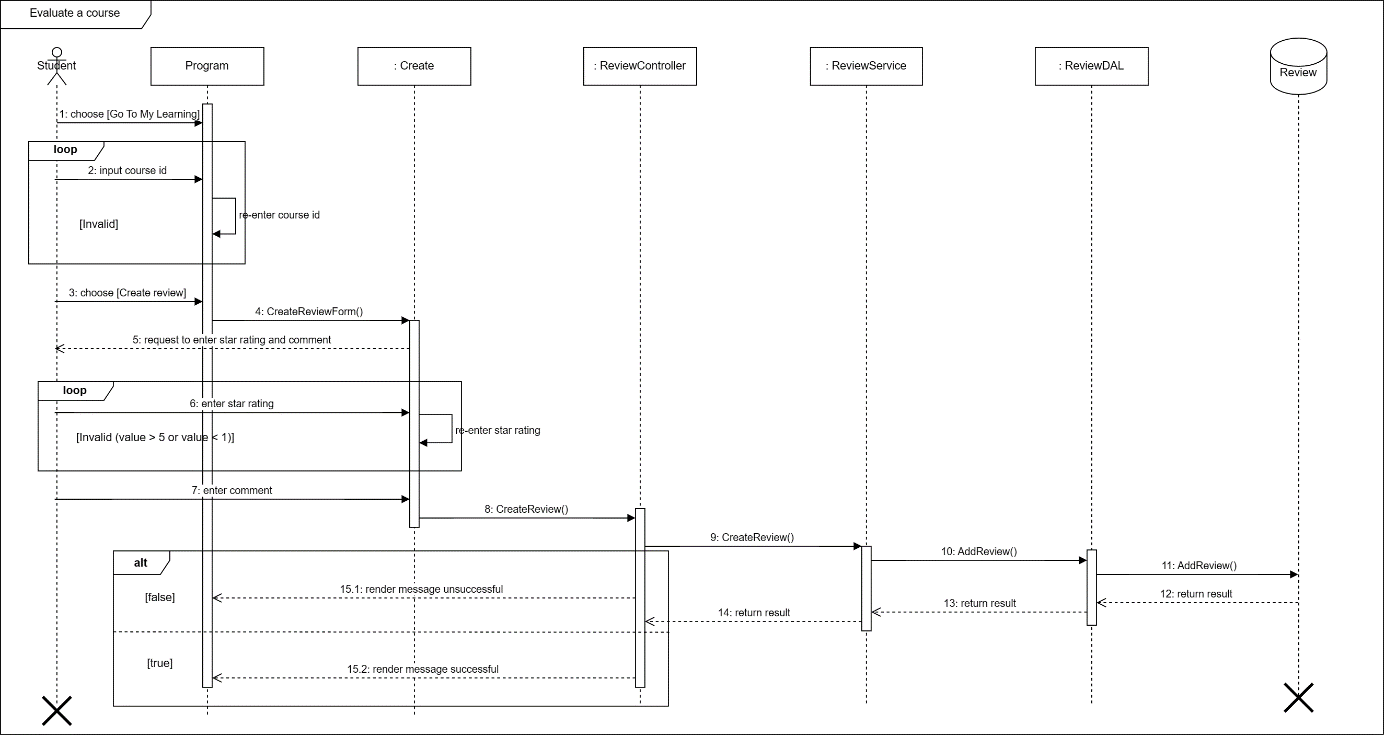 Evaluate a course
Student
Program
: Create
: ReviewController
: ReviewService
: ReviewDAL
Review
1: choose [Go To My Learning]
loop
2: input course id
re-enter course id
[Invalid]
3: choose [Create review]
4: CreateReviewForm()
5: request to enter star rating and comment
loop
6: enter star rating
re-enter star rating
[Invalid (value > 5 or value < 1)]
7: enter comment
8: CreateReview()
9: CreateReview()
10: AddReview()
11: AddReview()
alt
[false]
15.1: render message unsuccessful
12: return result
13: return result
14: return result
[true]
15.2: render message successful